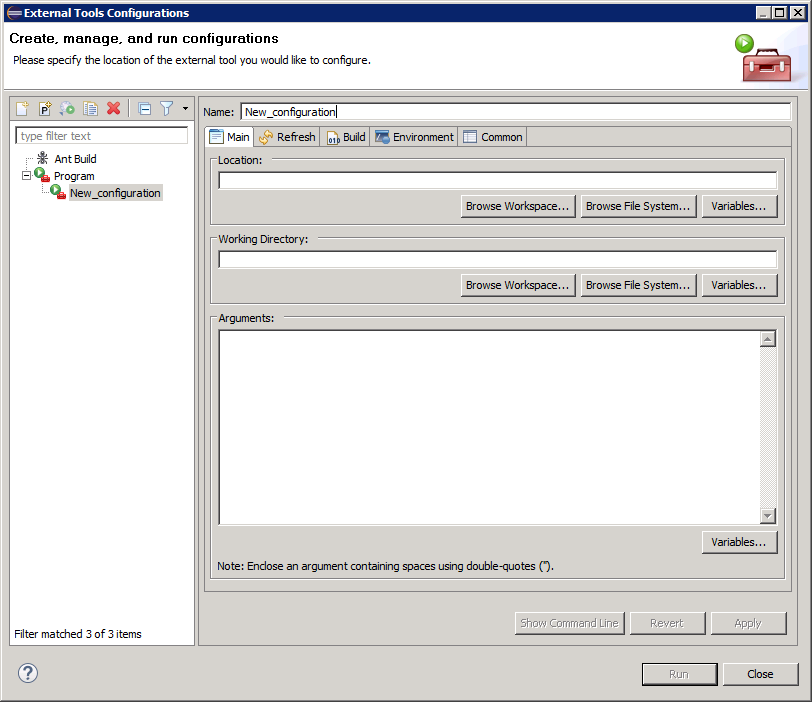 External Tools Configurations
Create, manage, and run configurations
Please specify the location of the external tool you would like to configure.
type filter text
Ant Build
Program
New_configuration
Filter matched 3 of 3 items
Name: New_configuration
Main Refresh Build Environment Common
Location:
Browse Workspace... Browse File System... Variables...
Working Directory:
Browse Workspace... Browse File System... Variables...
Arguments:
Variables...
Note: Enclose an argument containing spaces using double-quotes (").
Show Command Line Revert Apply
Run Close